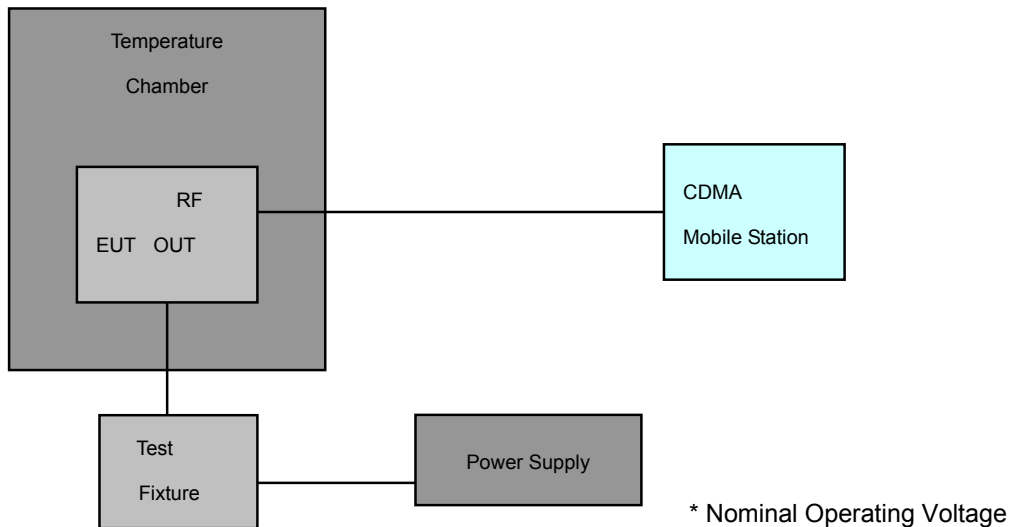 Temperature
Chamber
RF
EUT OUT
CDMA
Mobile Station
Test
Fixture
Power Supply
* Nominal Operating Voltage